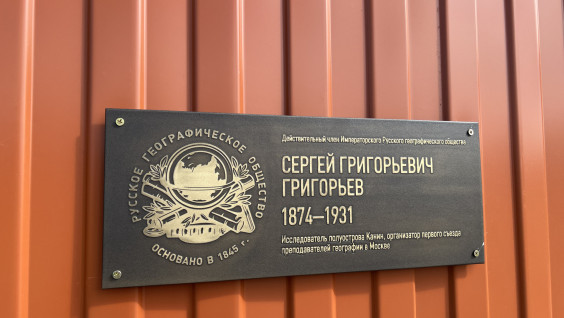 РУССКОЕ ГЕОГРАФИЧЕСКОЕ ОБЩЕСТВО
ОСНОВАНО В 1845 г.
Действительный член Императорского Русского географического общества
СЕРГЕЙ ГРИГОРЬЕВИЧ
ГРИГОРЬЕВ
1874—1931
Исследователь полуострова Канин, организатор первого съезда
преподавателей географии в Москве